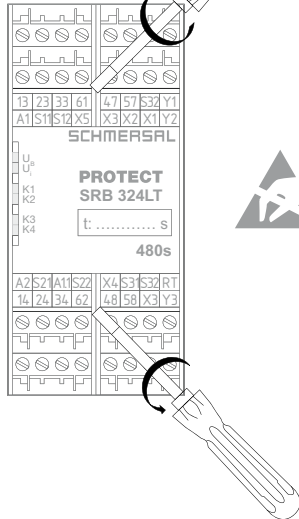 13 23 33 61 47 57 S32 Y1
A1 S11 S12 X5 X3 X2 X1 Y2
SCHMERSAL
UB
Ui
K1
K2
K3
K4
PROTECT
SRB 324LT
t: ............ s
480s
A2 S21 A1.1 S22 X4 S31 S32 RT
14 24 34 62 48 58 X3 Y3